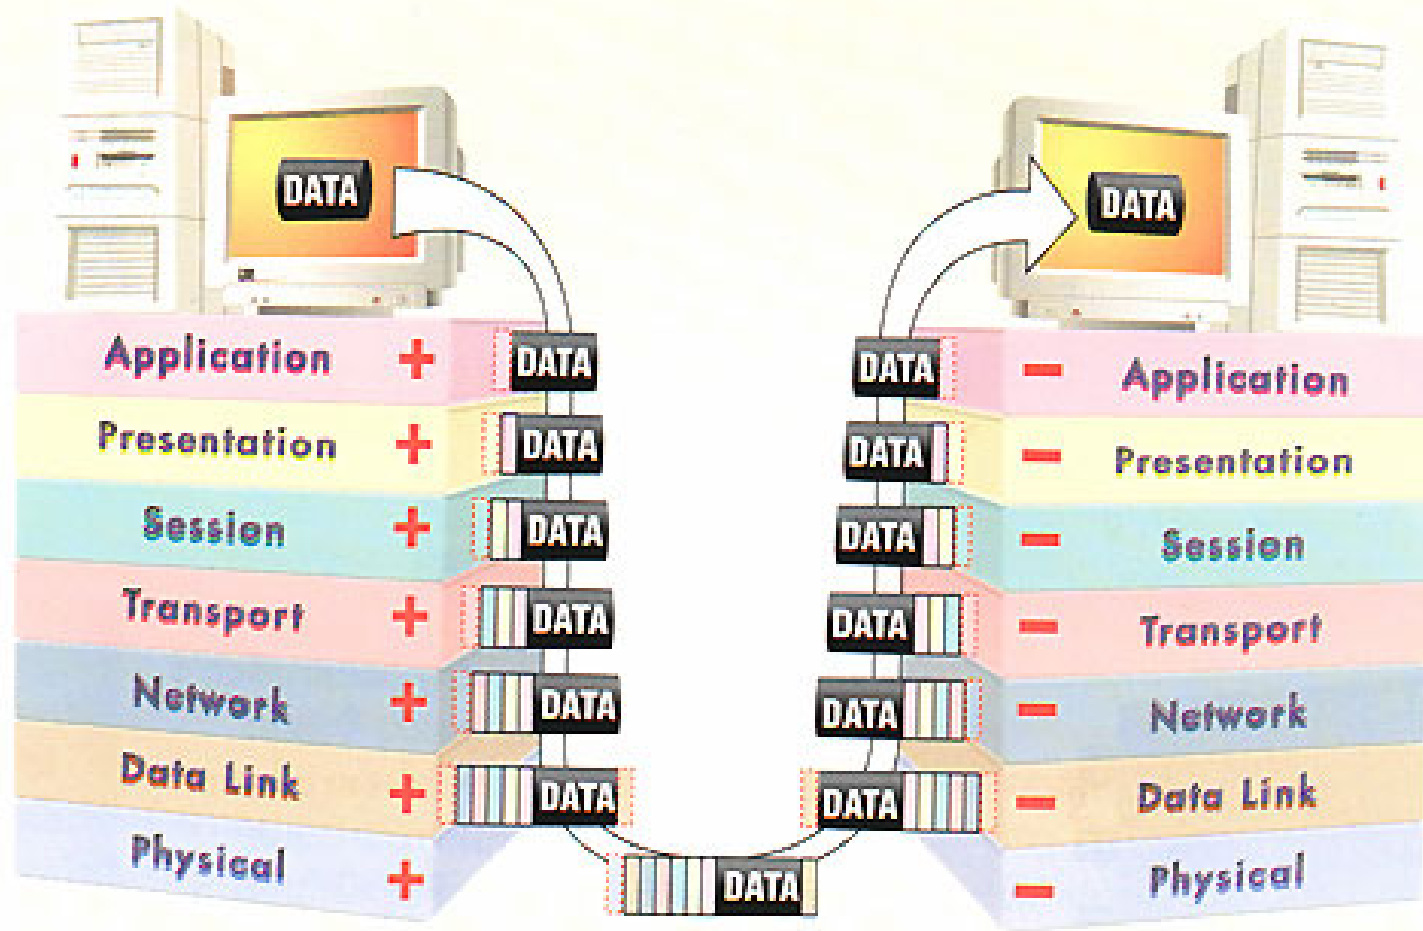 DATA
DATA
Application + DATA
DATA - Application
Presentation + DATA
DATA - Presentation
Session + DATA
DATA - Session
Transport + DATA
DATA - Transport
Network + DATA
DATA - Network
Data Link + DATA
DATA - Data Link
Physical + DATA
- Physical